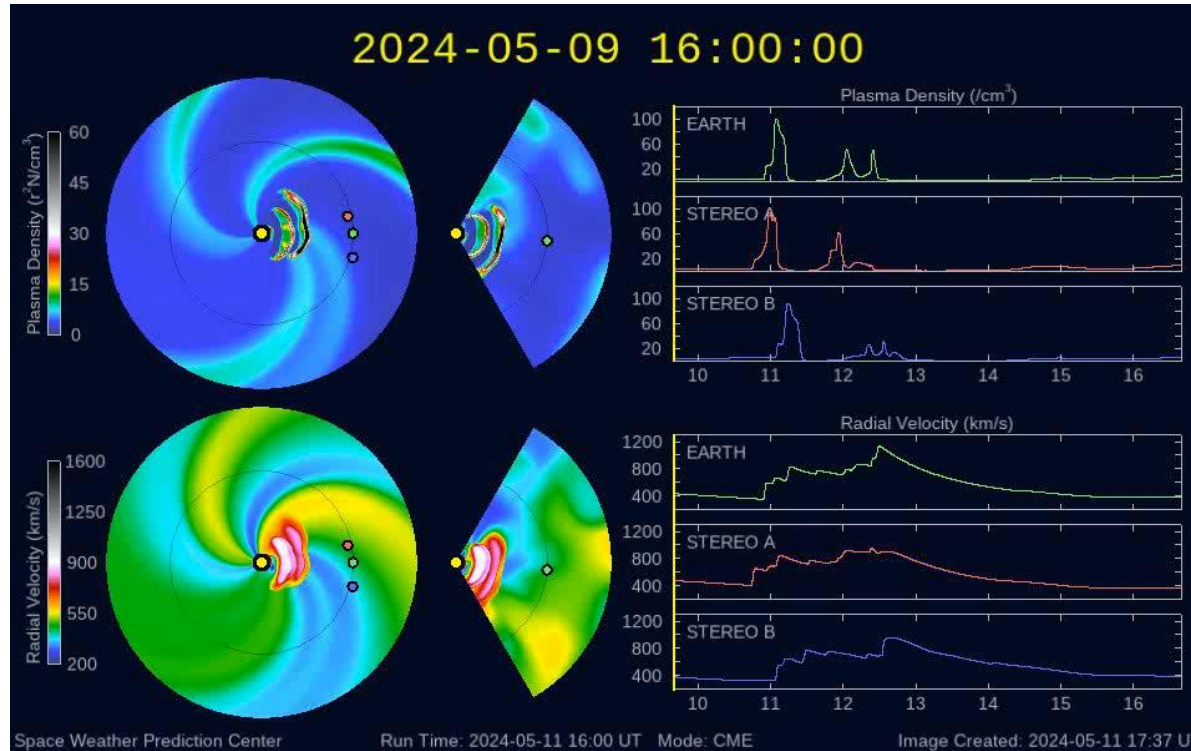 2024-05-09 16:00:00
Plasma Density (r²N/cm³)
60
45
30
15
0
Plasma Density (/cm³)
EARTH
100
60
20
STEREO A
100
60
20
STEREO B
100
60
20
10 11 12 13 14 15 16
Radial Velocity (km/s)
1600
1250
900
550
200
Radial Velocity (km/s)
EARTH
1200
800
400
STEREO A
1200
800
400
STEREO B
1200
800
400
10 11 12 13 14 15 16
Space Weather Prediction Center Run Time: 2024-05-11 16:00 UT Mode: CME Image Created: 2024-05-11 17:37 U